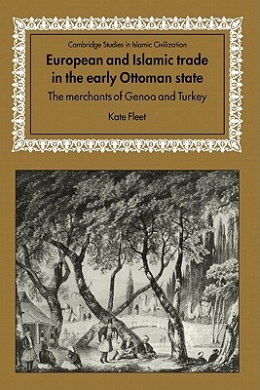 Cambridge Studies in Islamic Civilization
European and Islamic trade
in the early Ottoman state
The merchants of Genoa and Turkey
Kate Fleet